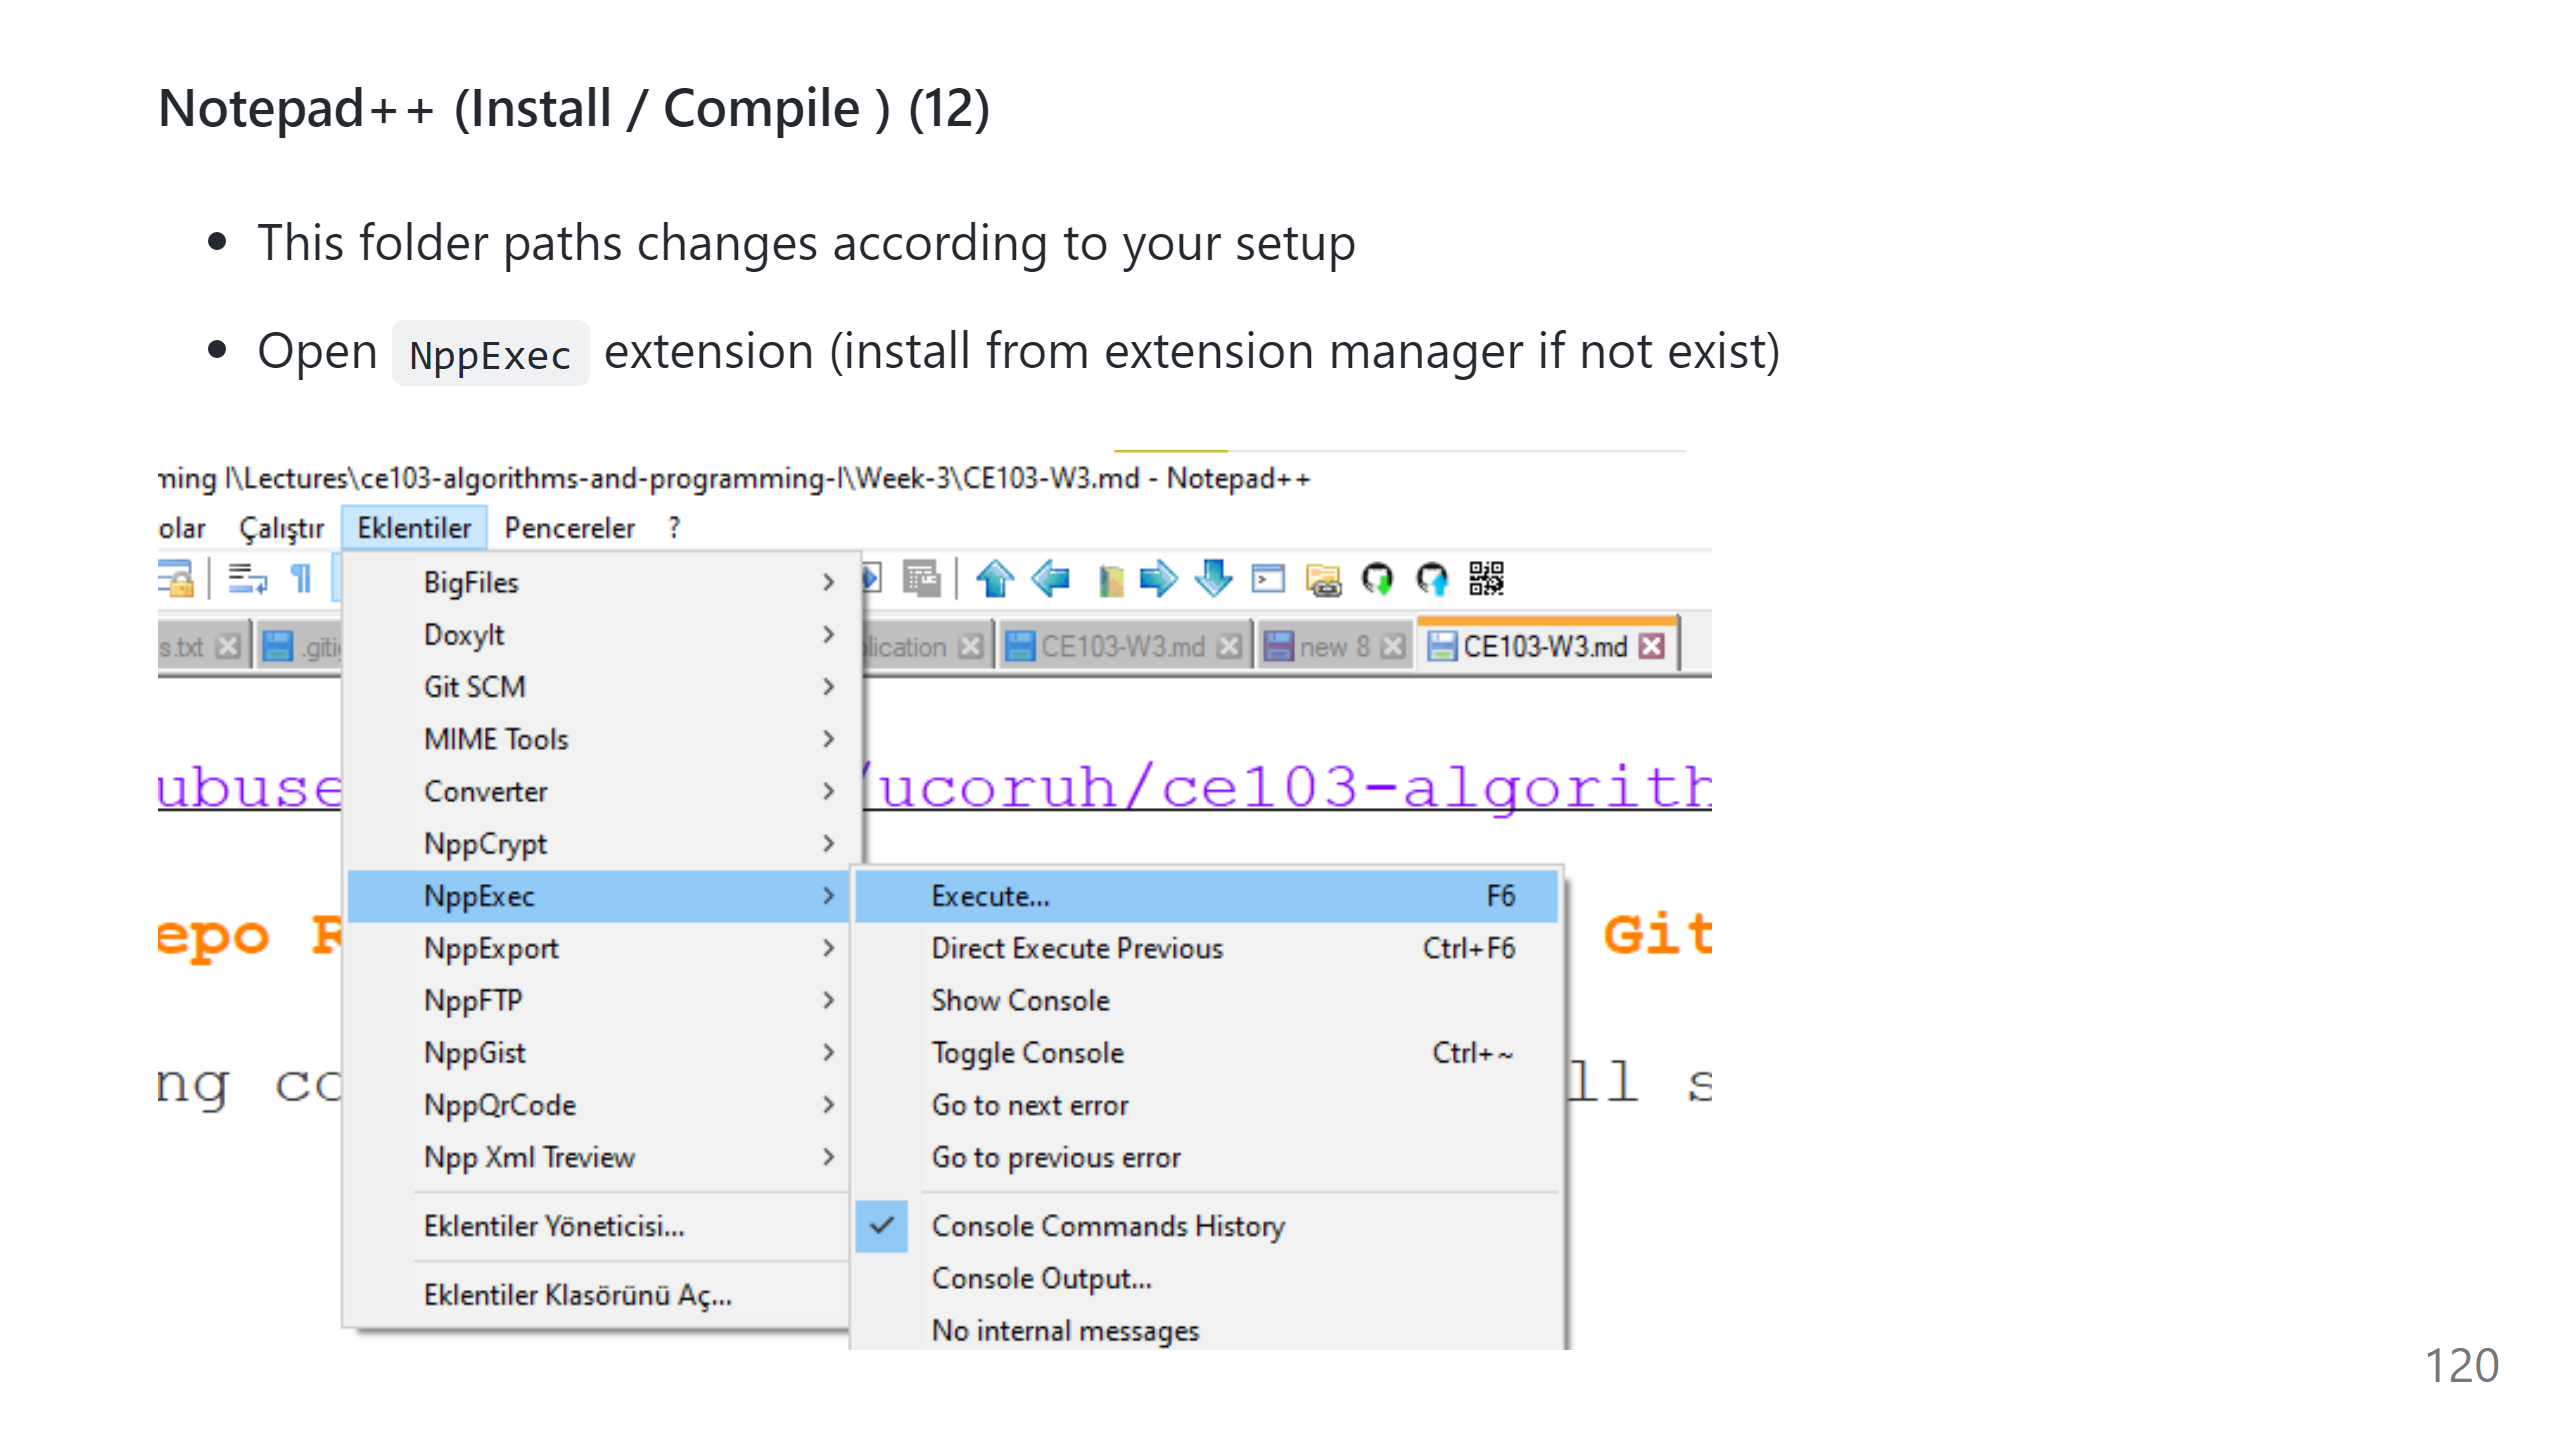 Notepad++ (Install / Compile ) (12)
• This folder paths changes according to your setup
• Open NppExec extension (install from extension manager if not exist)
ming I\Lectures\ce103-algorithms-and-programming-I\Week-3\CE103-W3.md - Notepad++
olar Çalıştır Eklentiler Pencereler ?
s.txt .giti lication CE103-W3.md new 8 CE103-W3.md
BigFiles
DoxyIt
Git SCM
MIME Tools
ubuse /ucoruh/ce103-algorith
Converter
NppCrypt
NppExec
Execute... F6
epo R Git
NppExport
Direct Execute Previous Ctrl+F6
NppFTP
Show Console
NppGist
Toggle Console Ctrl+~
ng co ll s
NppQrCode
Go to next error
Npp Xml Treview
Go to previous error
Eklentiler Yöneticisi...
Console Commands History
Console Output...
Eklentiler Klasörünü Aç...
No internal messages
120